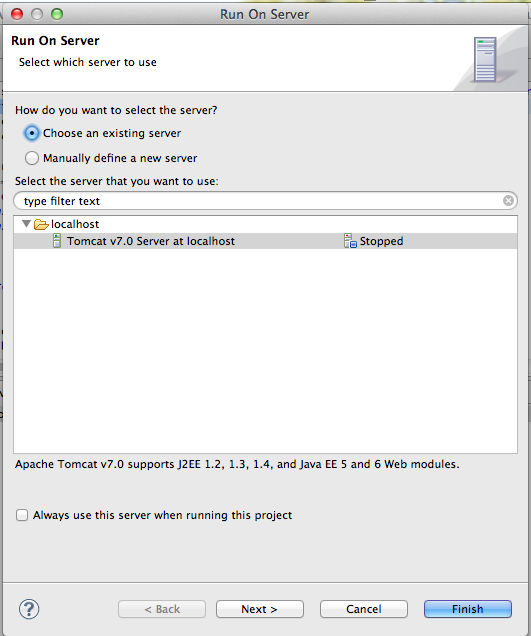 Run On Server
Run On Server
Select which server to use
How do you want to select the server?
Choose an existing server
Manually define a new server
Select the server that you want to use:
type filter text
localhost
Tomcat v7.0 Server at localhost Stopped
Apache Tomcat v7.0 supports J2EE 1.2, 1.3, 1.4, and Java EE 5 and 6 Web modules.
Always use this server when running this project
? < Back Next > Cancel Finish